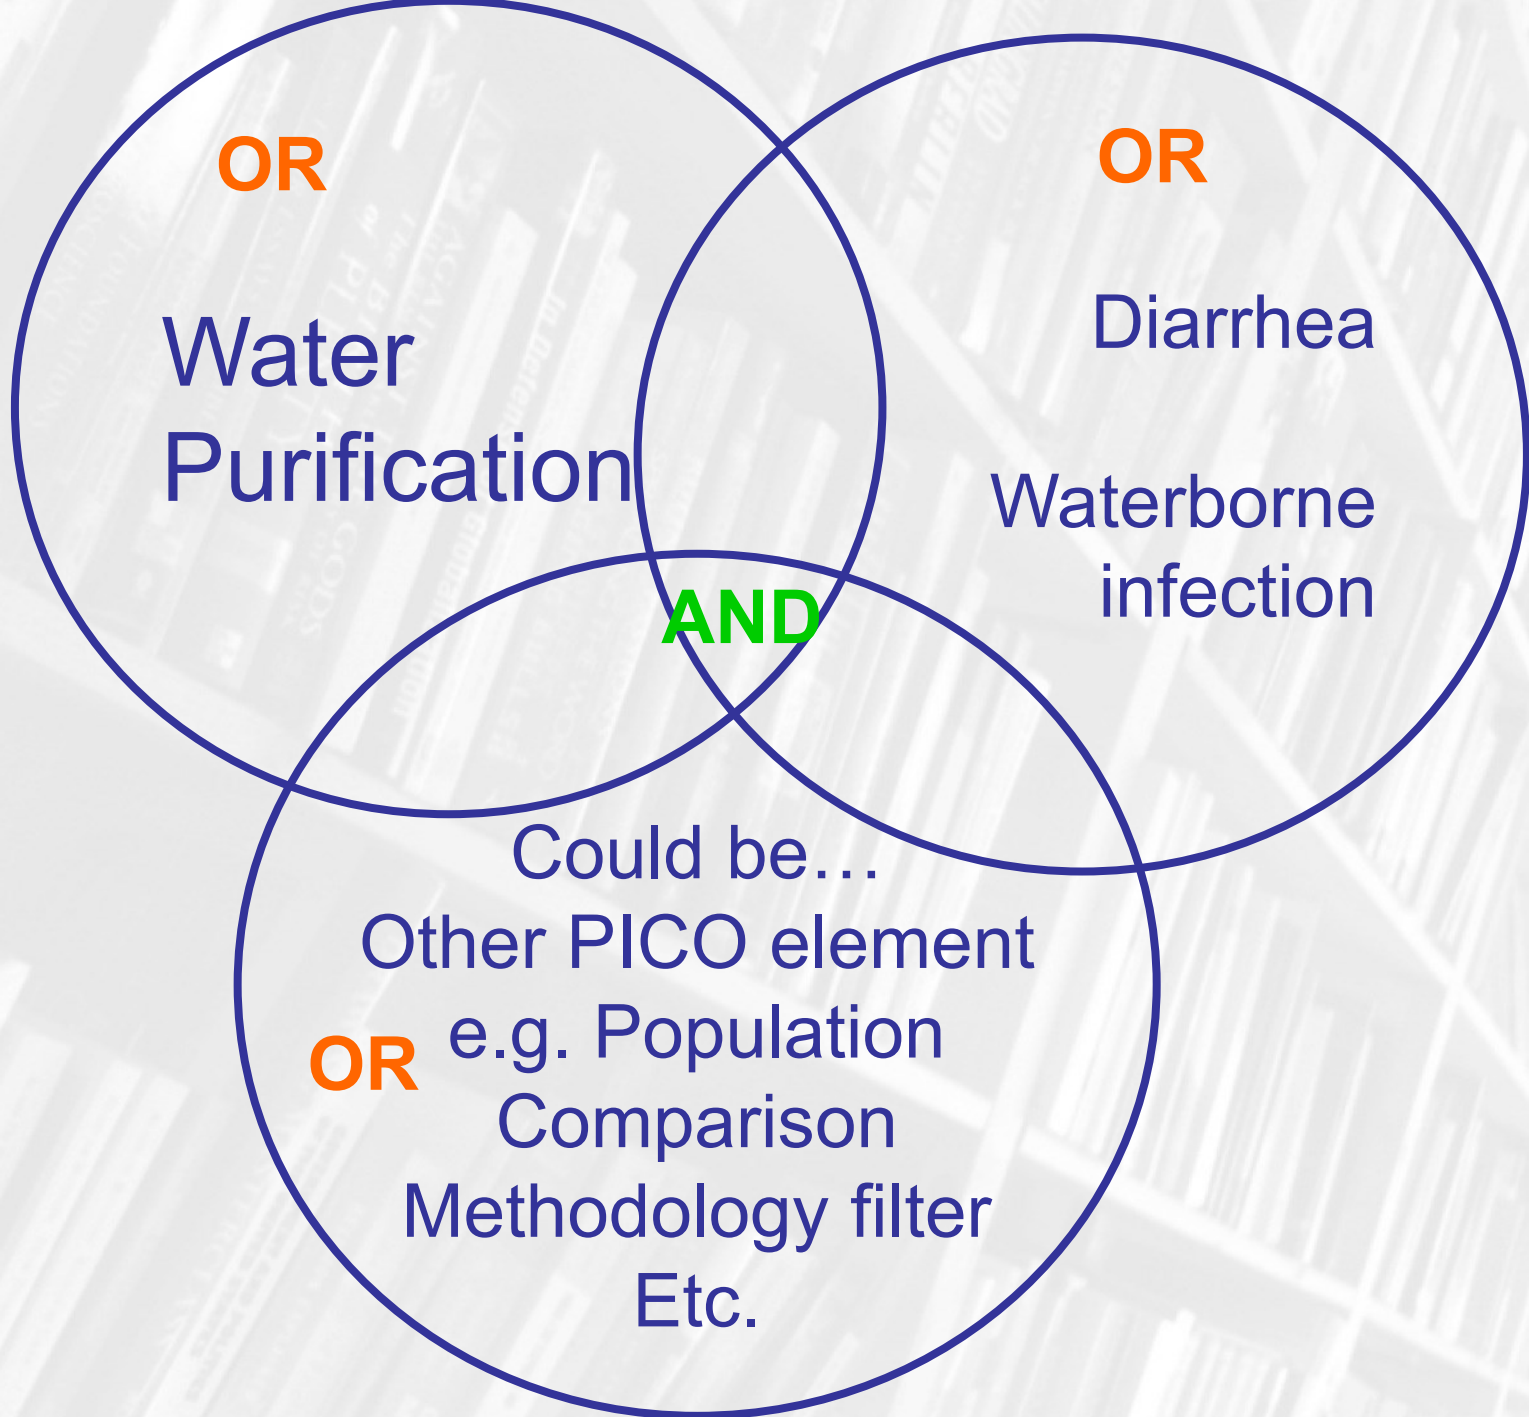 OR
Water
Purification
OR
Diarrhea
Waterborne
infection
AND
Could be…
Other PICO element
e.g. Population
OR
Comparison
Methodology filter
Etc.